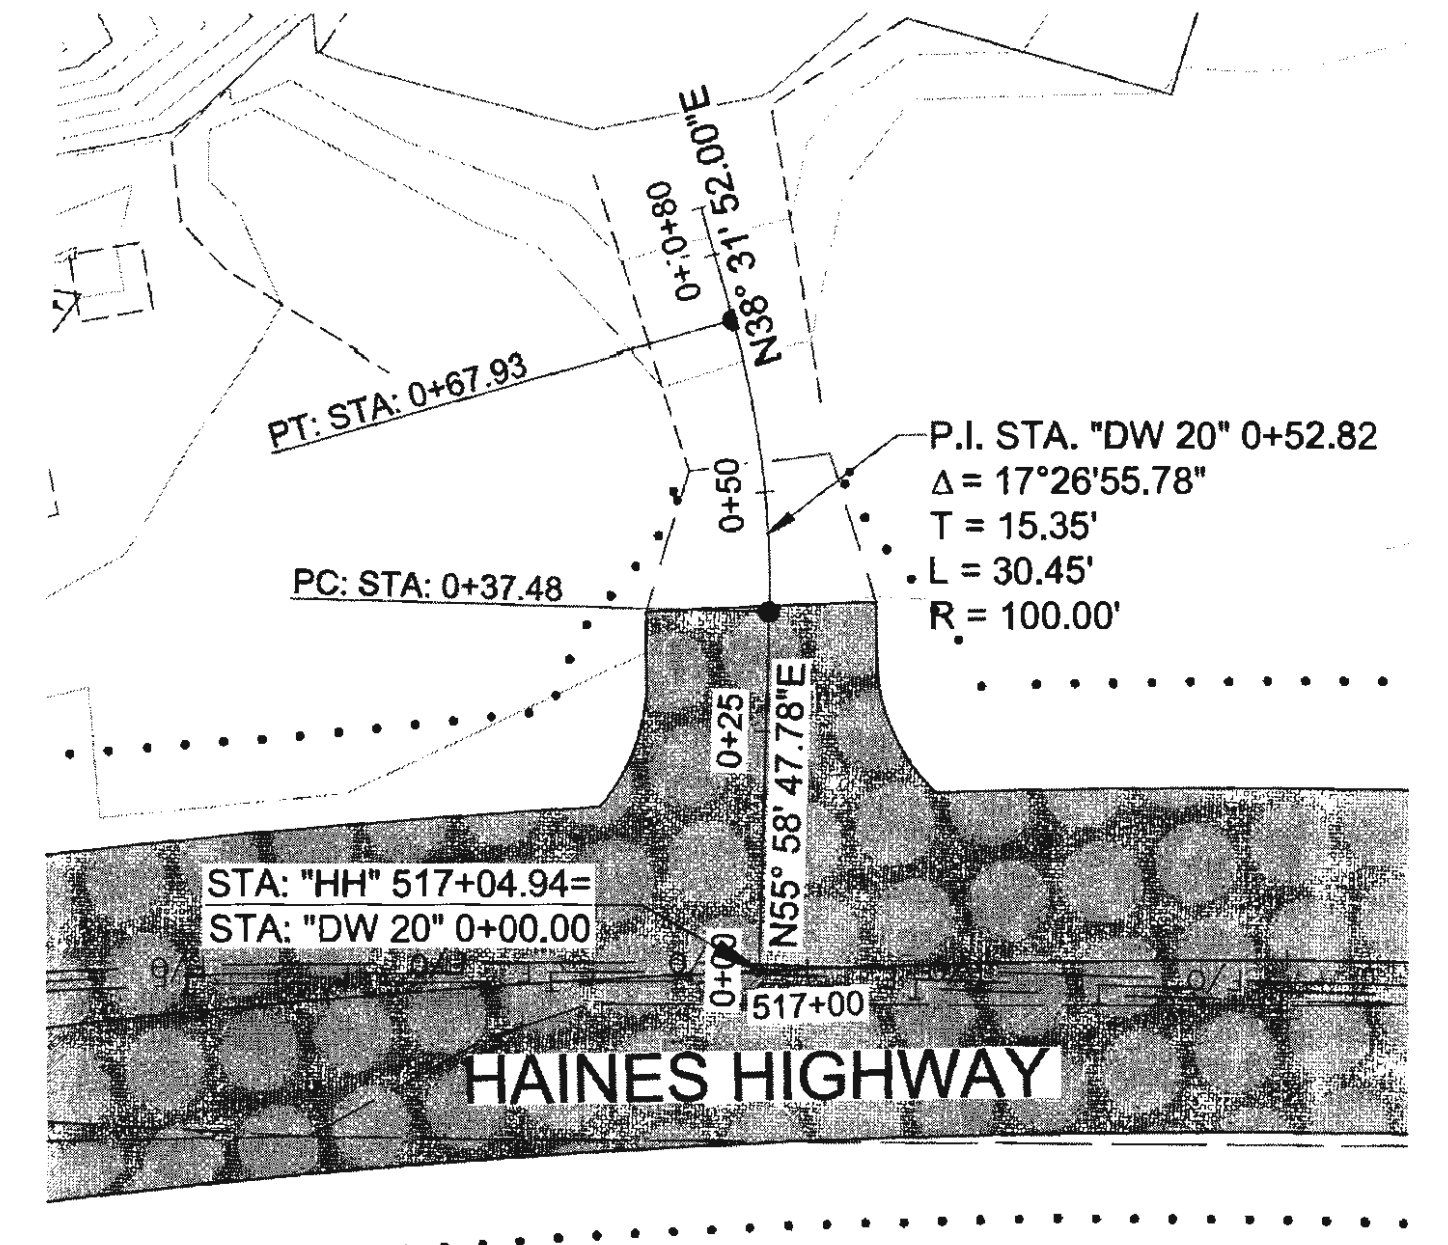 N38° 31' 52.00"E
0+80
PT: STA: 0+67.93
P.I. STA. "DW 20" 0+52.82
Δ = 17°26'55.78"
T = 15.35'
L = 30.45'
R = 100.00'
0+50
PC: STA: 0+37.48
0+25
N55° 58' 47.78"E
STA: "HH" 517+04.94=
STA: "DW 20" 0+00.00
0+00
517+00
HAINES HIGHWAY